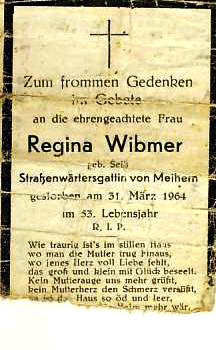 Zum frommen Gedenken
im Gebete
an die ehrengeachtete Frau
Regina Wibmer
geb.
Straßenwärtersgattin von Meihern
gestorben am 31. März 1964
im 53. Lebensjahr
R. I. P.
Wie traurig ist's im stillen Haus
wo man die Mutter trug hinaus,
wo jenes Herz voll Liebe fehlt,
das groß und klein mit Glück beseelt.
Kein Mutterauge uns mehr grüßt,
kein Mutterherz den Schmerz versüßt,
das Haus so öd und leer,
mehr wär.